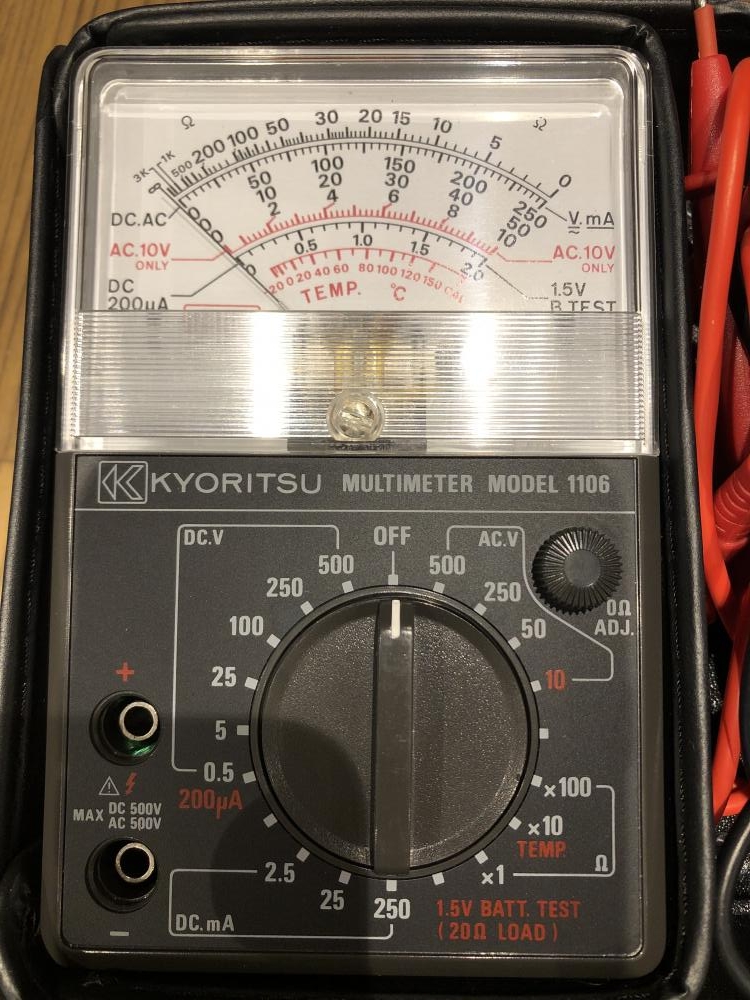 Ω Ω
3K 1K 500 200 100 50 30 20 15 10 5 0
∞
0 50 100 150 200 250
0 10 20 30 40 50
0 2 4 6 8 10
DC.AC V.mA
AC.10V AC.10V
ONLY ONLY
0 0.5 1.0 1.5 2.0
-20 0 20 40 60 80 100 120 150 CAL
DC 1.5V
200µA TEMP. °C B.TEST
KYORITSU MULTIMETER MODEL 1106
DC.V OFF AC.V
500 500
250 250
0Ω
ADJ.
100 50
25 10
5
0.5 ×100
200µA
×10
TEMP.
Ω
×1
+
MAX DC 500V
AC 500V
2.5
25
250
DC.mA
1.5V BATT. TEST
(20Ω LOAD)
−